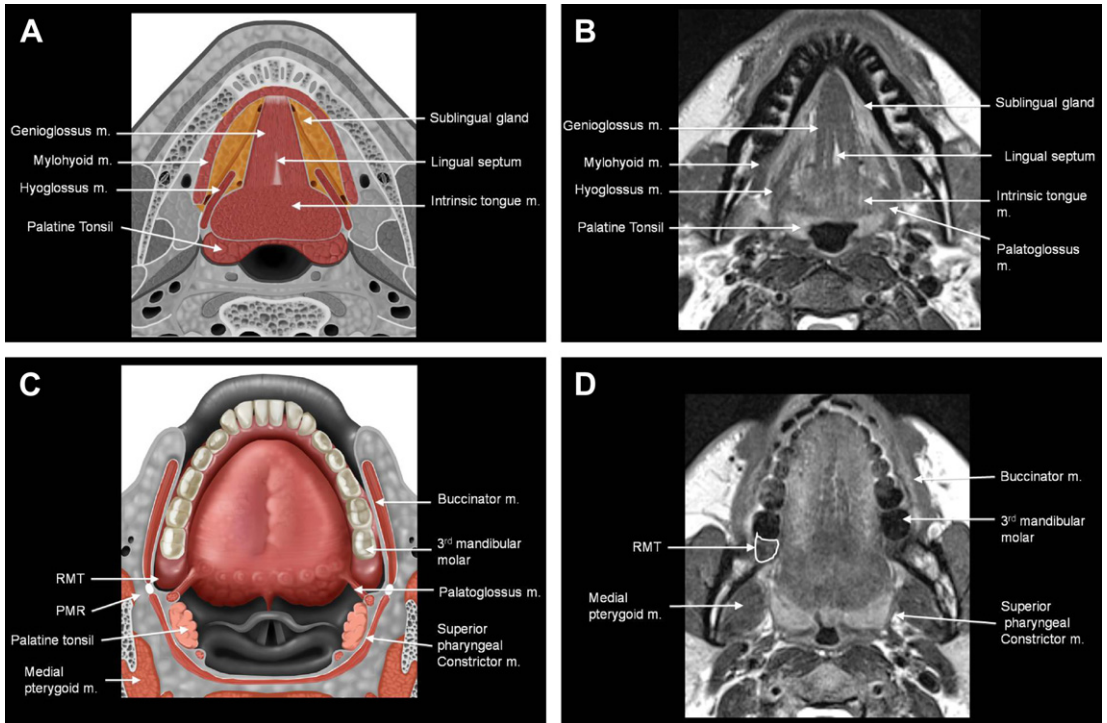 A
Genioglossus m.
Mylohyoid m.
Hyoglossus m.
Palatine Tonsil
Sublingual gland
Lingual septum
Intrinsic tongue m.
B
Genioglossus m.
Mylohyoid m.
Hyoglossus m.
Palatine Tonsil
Sublingual gland
Lingual septum
Intrinsic tongue
m.
Palatoglossus
m.
C
RMT
PMR
Palatine tonsil
Medial
pterygoid m.
Buccinator m.
3rd mandibular
molar
Palatoglossus m.
Superior
pharyngeal
Constrictor m.
D
RMT
Medial
pterygoid m.
Buccinator m.
3rd mandibular
molar
Superior
pharyngeal
Constrictor m.